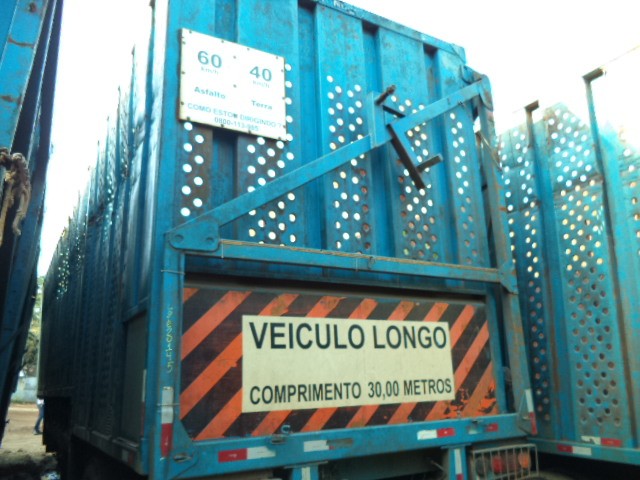 60 40
km/h km/h
Asfalto Terra
COMO ESTOU DIRIGINDO ?
VEICULO LONGO
COMPRIMENTO 30,00 METROS